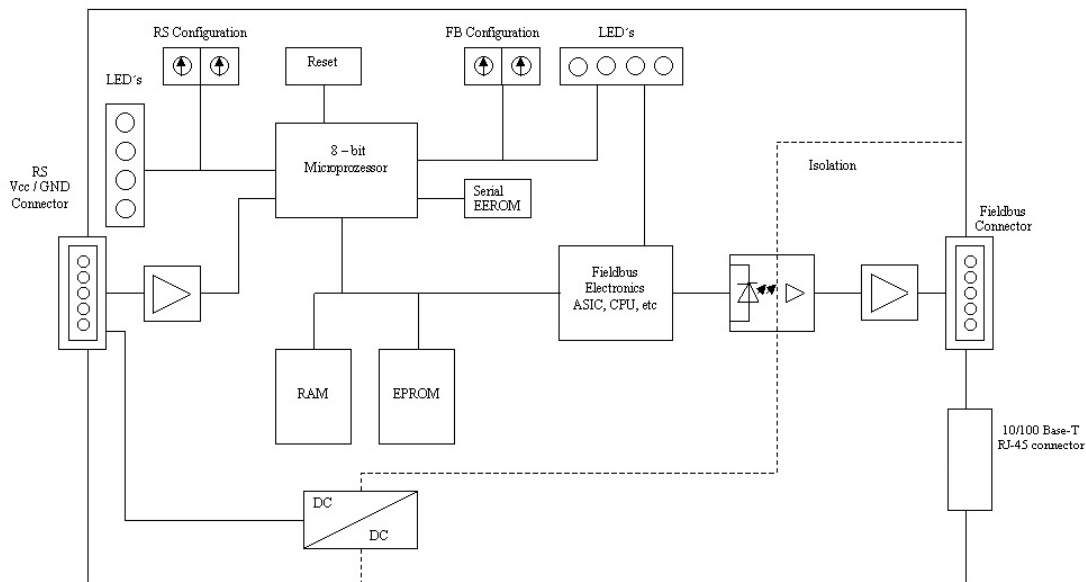 RS Configuration
FB Configuration
LED´s
Reset
LED´s
8 – bit
Microprozessor
Isolation
RS
Vcc / GND
Connector
Serial
EEROM
Fieldbus
Connector
Fieldbus
Electronics
ASIC, CPU, etc
RAM
EPROM
10/100 Base-T
RJ-45 connector
DC
DC